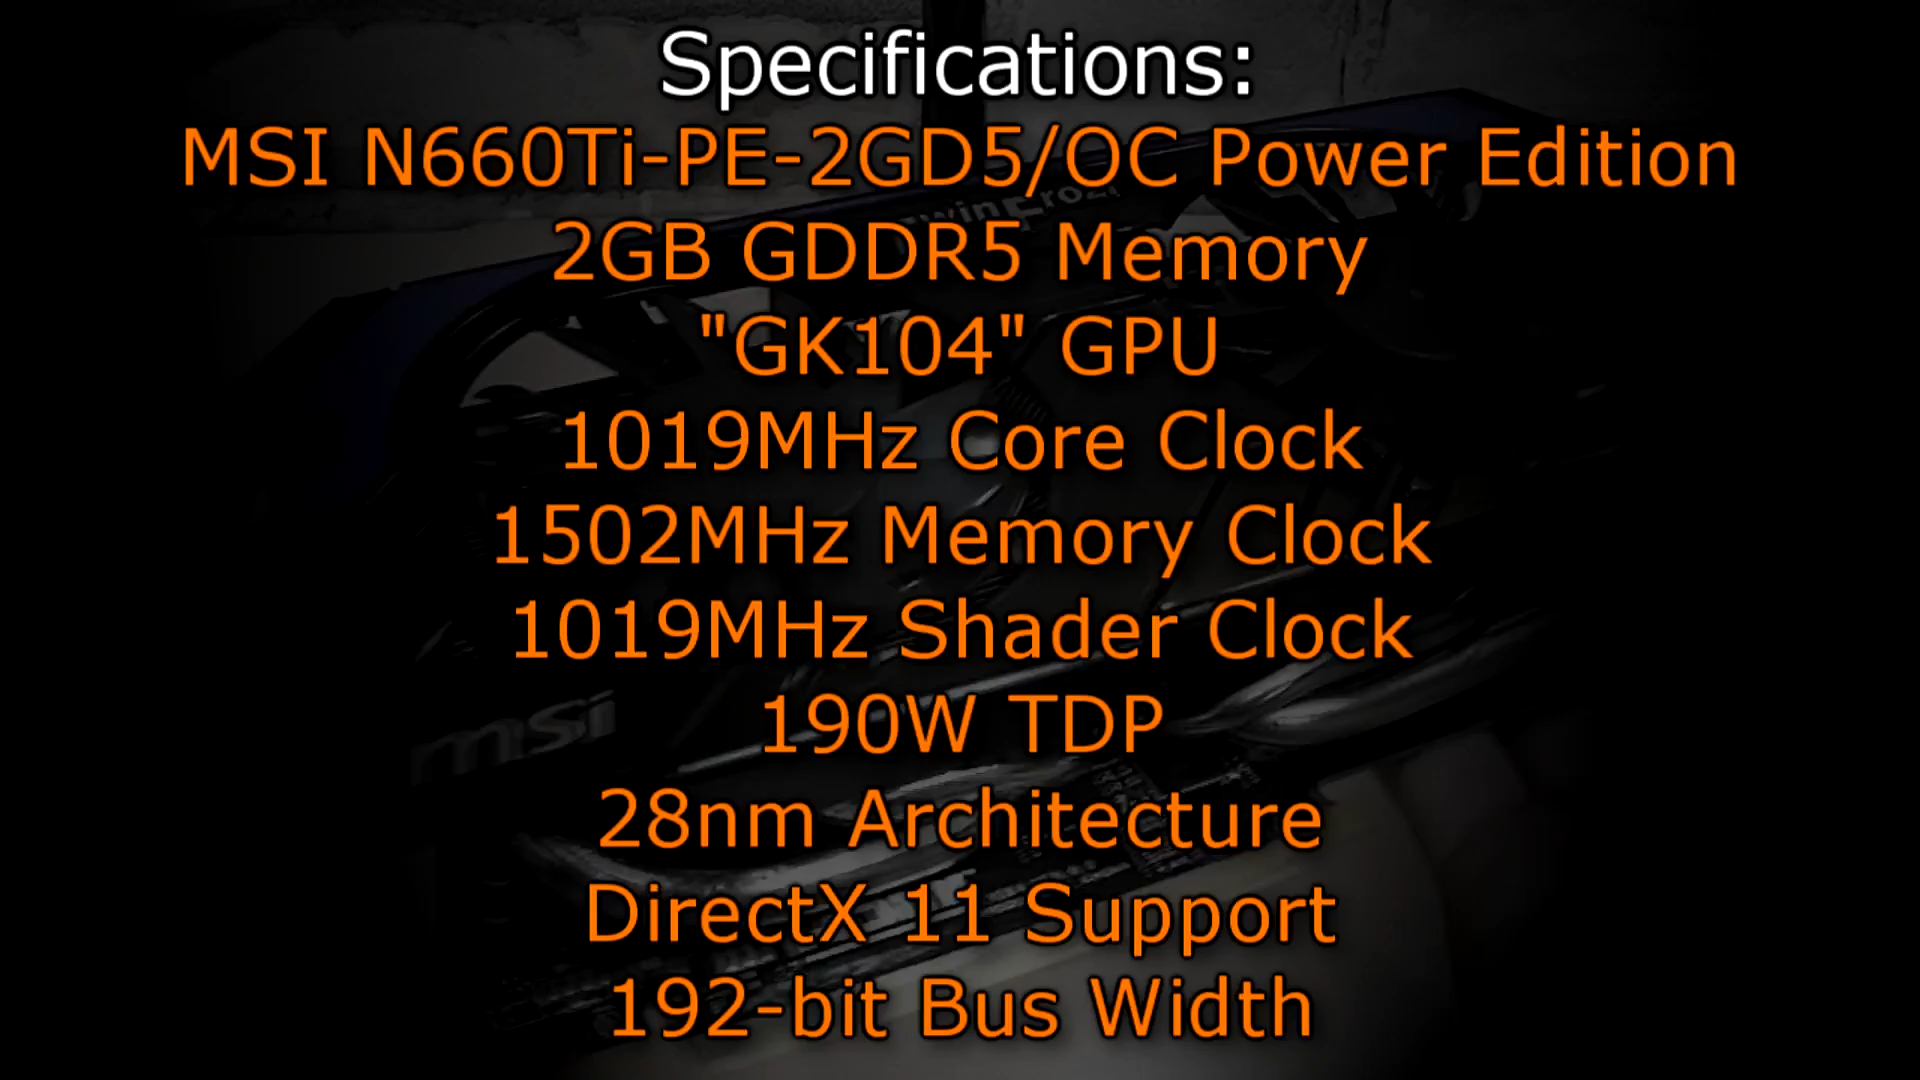 Specifications:
MSI N660Ti-PE-2GD5/OC Power Edition
2GB GDDR5 Memory
"GK104" GPU
1019MHz Core Clock
1502MHz Memory Clock
1019MHz Shader Clock
190W TDP
28nm Architecture
DirectX 11 Support
192-bit Bus Width
msi